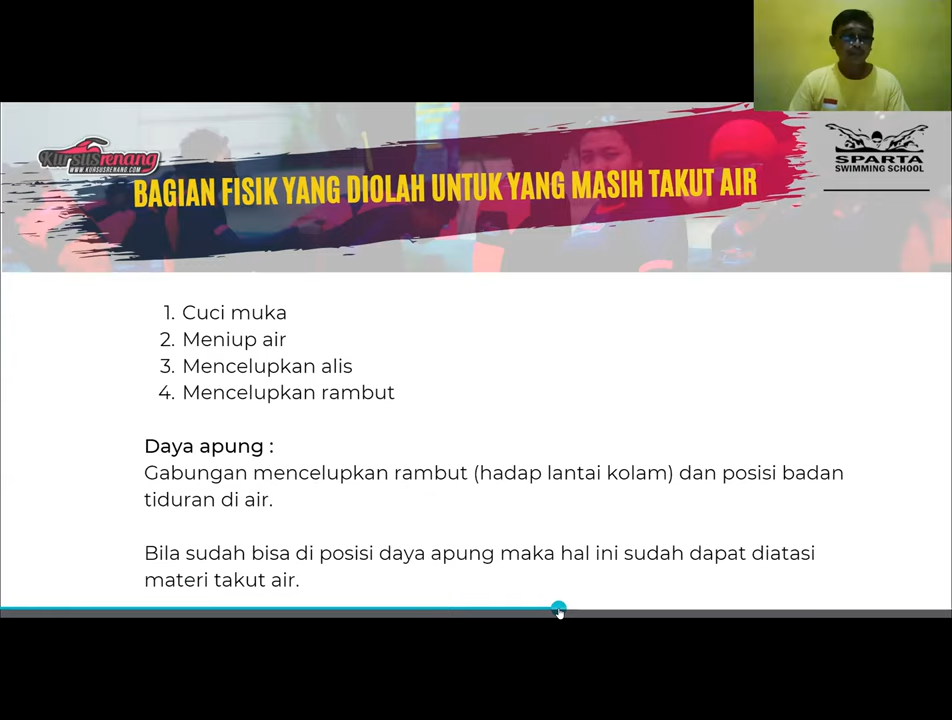 Kursusrenang
WWW.KURSUSRENANG.COM
BAGIAN FISIK YANG DIOLAH UNTUK YANG MASIH TAKUT AIR
SPARTA
SWIMMING SCHOOL
1. Cuci muka
2. Meniup air
3. Mencelupkan alis
4. Mencelupkan rambut
Daya apung :
Gabungan mencelupkan rambut (hadap lantai kolam) dan posisi badan
tiduran di air.
Bila sudah bisa di posisi daya apung maka hal ini sudah dapat diatasi
materi takut air.